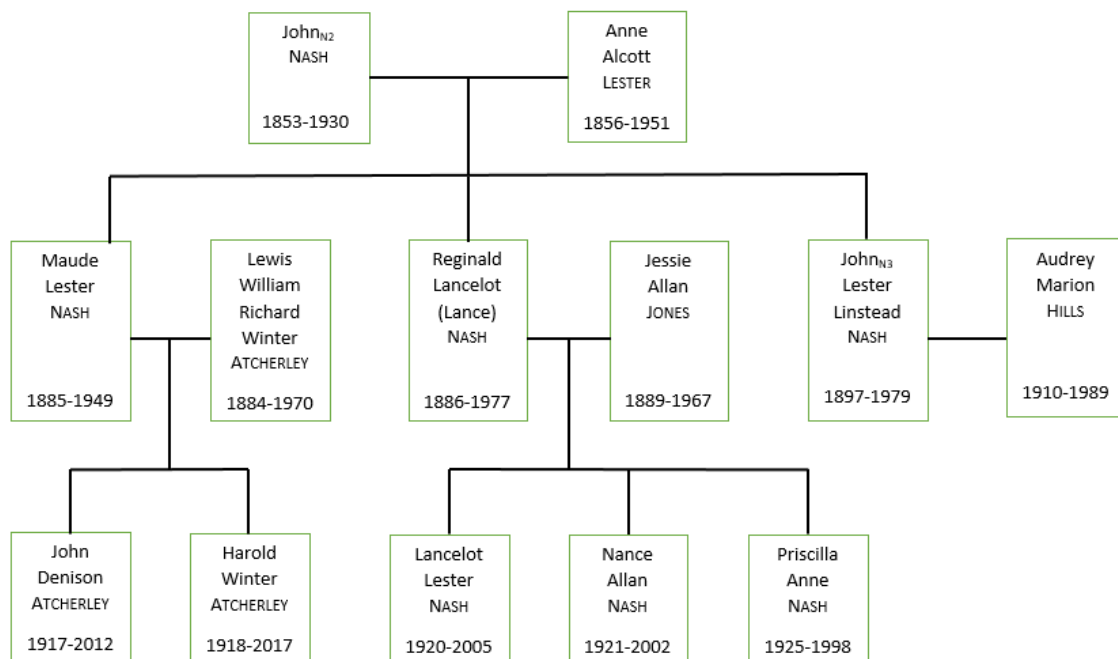 John N2
NASH
1853-1930
Anne
Alcott
LESTER
1856-1951
Maude
Lester
NASH
1885-1949
Lewis
William
Richard
Winter
ATCHERLEY
1884-1970
Reginald
Lancelot
(Lance)
NASH
1886-1977
Jessie
Allan
JONES
1889-1967
John N3
Lester
Linstead
NASH
1897-1979
Audrey
Marion
HILLS
1910-1989
John
Denison
ATCHERLEY
1917-2012
Harold
Winter
ATCHERLEY
1918-2017
Lancelot
Lester
NASH
1920-2005
Nance
Allan
NASH
1921-2002
Priscilla
Anne
NASH
1925-1998